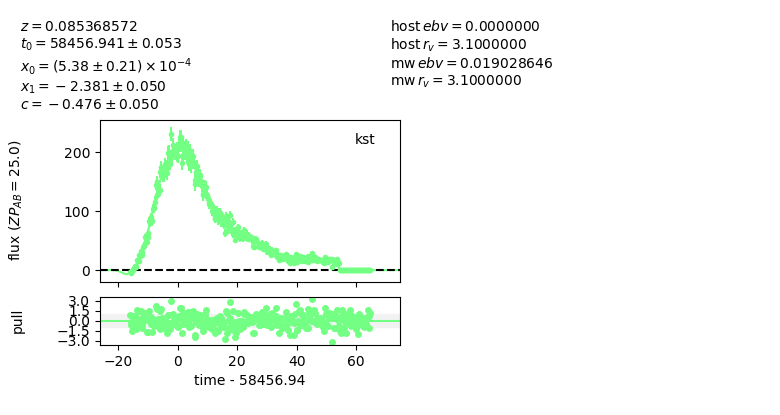 z = 0.085368572
t₀ = 58456.941 ± 0.053
x₀ = (5.38 ± 0.21) × 10⁻⁴
x₁ = −2.381 ± 0.050
c = −0.476 ± 0.050
host ebv = 0.0000000
host r_v = 3.1000000
mw ebv = 0.019028646
mw r_v = 3.1000000
kst
flux (ZP_AB = 25.0)
200
100
0
pull
3.0
1.5
0.0
−1.5
−3.0
−20 0 20 40 60
time - 58456.94